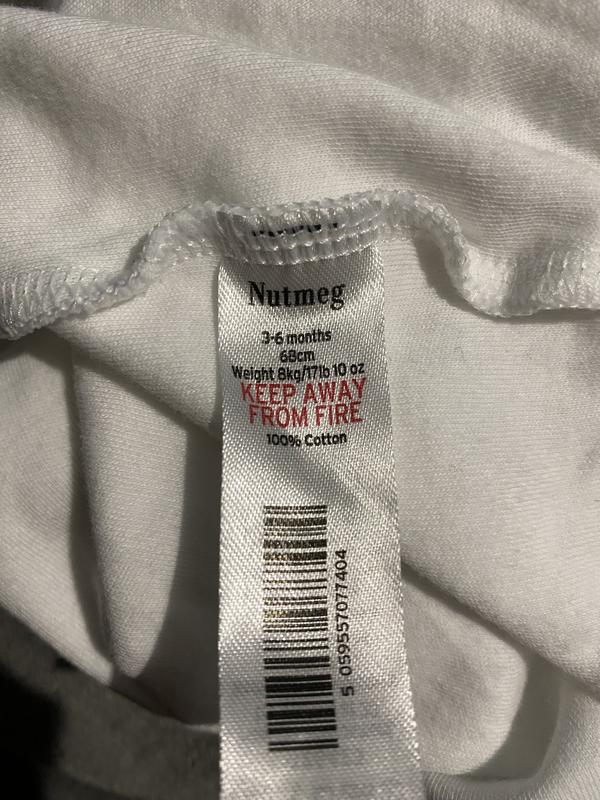 Nutmeg
3-6 months
68cm
Weight 8kg/17lb 10 oz
KEEP AWAY
FROM FIRE
100% Cotton
5 059557077404